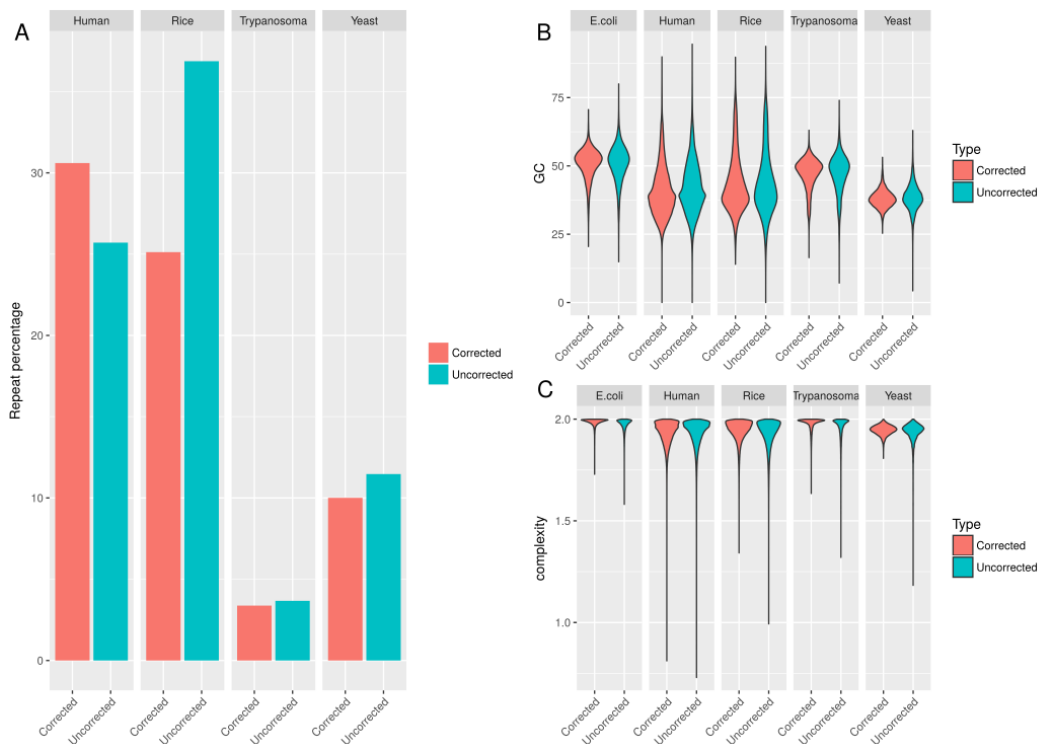 A
Human Rice Trypanosoma Yeast
Repeat percentage
30
20
10
0
Corrected Uncorrected Corrected Uncorrected Corrected Uncorrected Corrected Uncorrected
Corrected
Uncorrected
B
E.coli Human Rice Trypanosoma Yeast
GC
75
50
25
0
Corrected Uncorrected Corrected Uncorrected Corrected Uncorrected Corrected Uncorrected Corrected Uncorrected
Type
Corrected
Uncorrected
C
E.coli Human Rice Trypanosoma Yeast
complexity
2.0
1.5
1.0
Corrected Uncorrected Corrected Uncorrected Corrected Uncorrected Corrected Uncorrected Corrected Uncorrected
Type
Corrected
Uncorrected